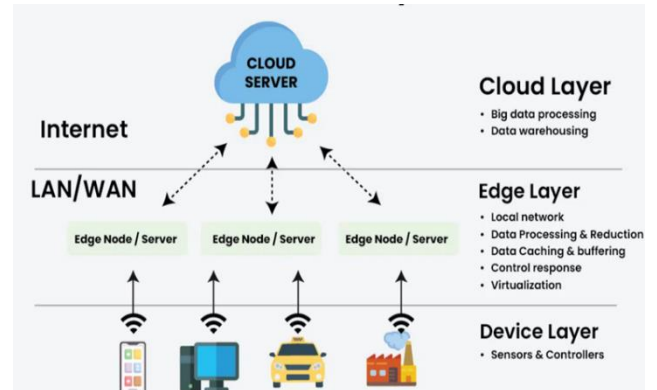 CLOUD
SERVER
Cloud Layer
• Big data processing
• Data warehousing
Internet
LAN/WAN
Edge Layer
• Local network
• Data Processing & Reduction
• Data Caching & buffering
• Control response
• Virtualization
Edge Node / Server
Edge Node / Server
Edge Node / Server
Device Layer
• Sensors & Controllers